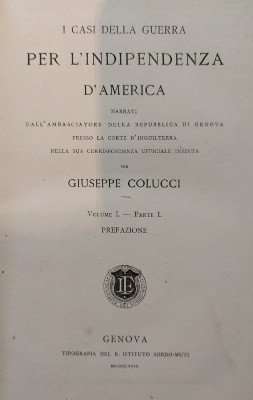 I CASI DELLA GUERRA
PER L'INDIPENDENZA
D'AMERICA
NARRATI
DALL'AMBASCIATORE DELLA REPUBBLICA DI GENOVA
PRESSO LA CORTE D'INGHILTERRA
NELLA SUA CORRISPONDENZA UFFICIALE INEDITA
PER
GIUSEPPE COLUCCI
VOLUME I. — PARTE I.
PREFAZIONE
GENOVA
TIPOGRAFIA DEL R. ISTITUTO SORDO-MUTI